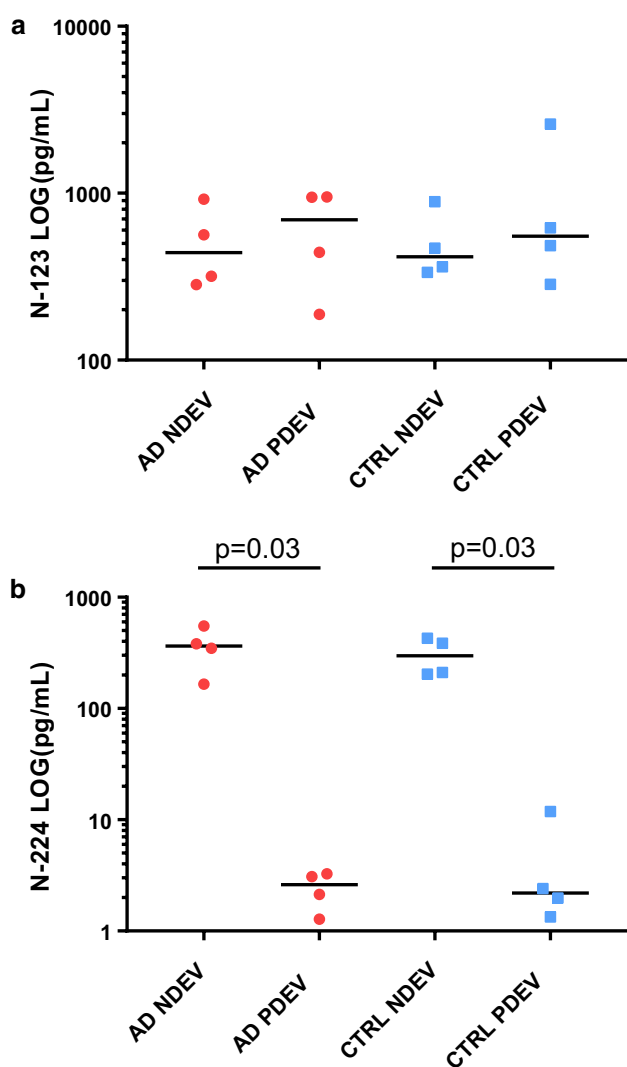 a
N-123 LOG(pg/mL)
10000
1000
100
AD NDEV
AD PDEV
CTRL NDEV
CTRL PDEV
b
p=0.03
p=0.03
N-224 LOG(pg/mL)
1000
100
10
1
AD NDEV
AD PDEV
CTRL NDEV
CTRL PDEV